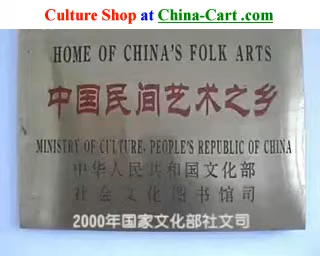 Culture Shop at China-Cart .com
HOME OF CHINA'S FOLK ARTS
中国民间艺术之乡
MINISTRY OF CULTURE, PEOPLE'S REPUBLIC OF CHINA
中华人民共和国文化部
社会文化图书馆司
2000年国家文化部社文司